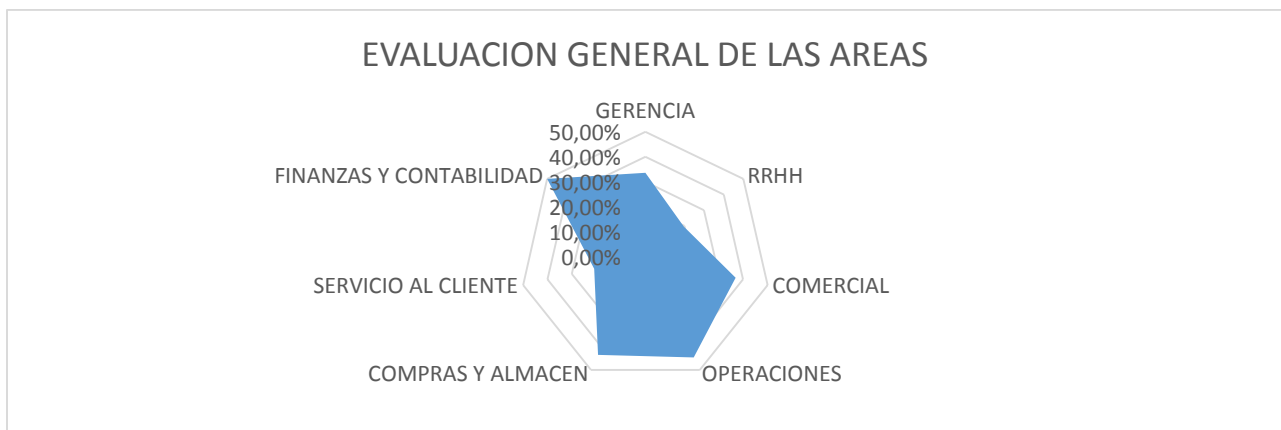 EVALUACION GENERAL DE LAS AREAS
GERENCIA
50,00%
40,00%
30,00%
20,00%
10,00%
0,00%
FINANZAS Y CONTABILIDAD
RRHH
SERVICIO AL CLIENTE
COMERCIAL
COMPRAS Y ALMACEN
OPERACIONES